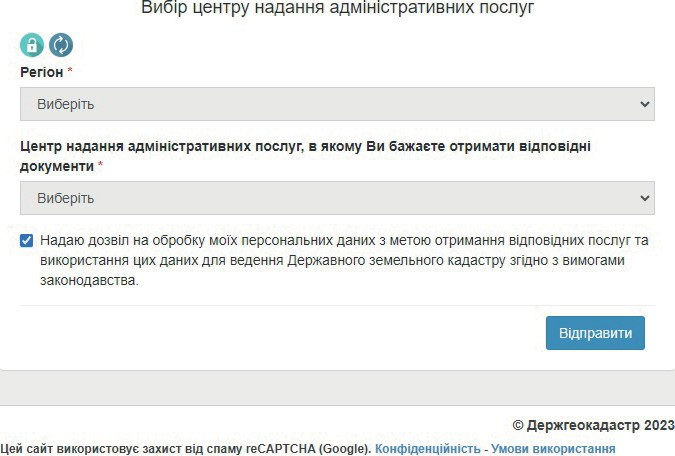 Вибір центру надання адміністративних послуг
Регіон *
Виберіть
Центр надання адміністративних послуг, в якому Ви бажаєте отримати відповідні
документи *
Виберіть
Надаю дозвіл на обробку моїх персональних даних з метою отримання відповідних послуг та
використання цих даних для ведення Державного земельного кадастру згідно з вимогами
законодавства.
Відправити
© Держгеокадастр 2023
Цей сайт використовує захист від спаму reCAPTCHA (Google). Конфіденційність - Умови використання